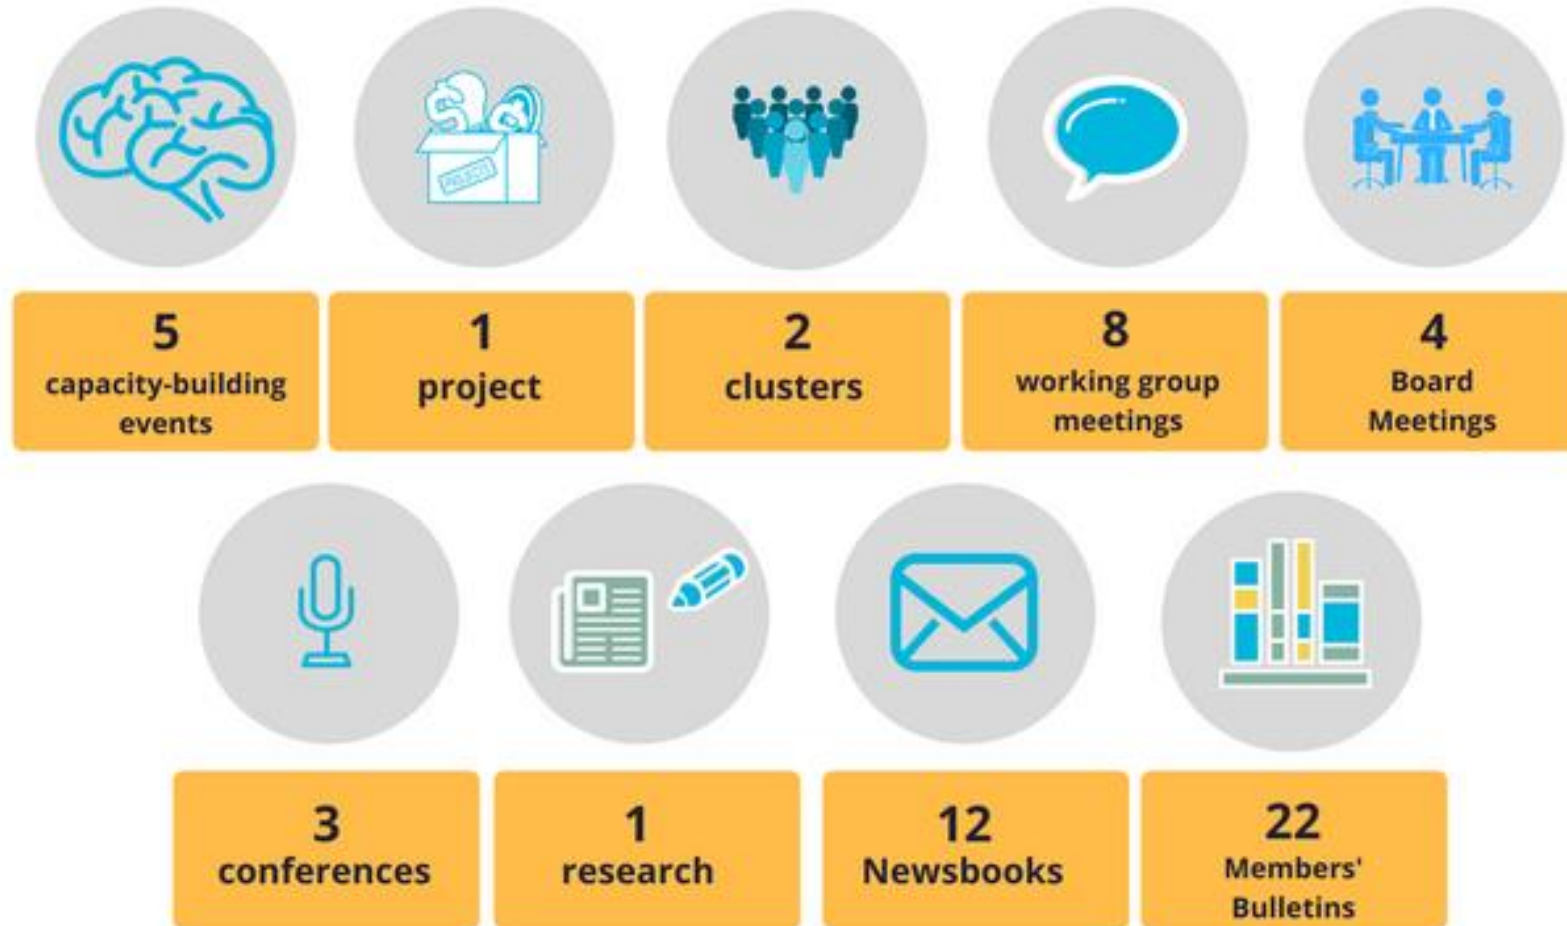 PROJECTS
5
capacity-building
events
1
project
2
clusters
8
working group
meetings
4
Board
Meetings
3
conferences
1
research
12
Newsbooks
22
Members'
Bulletins